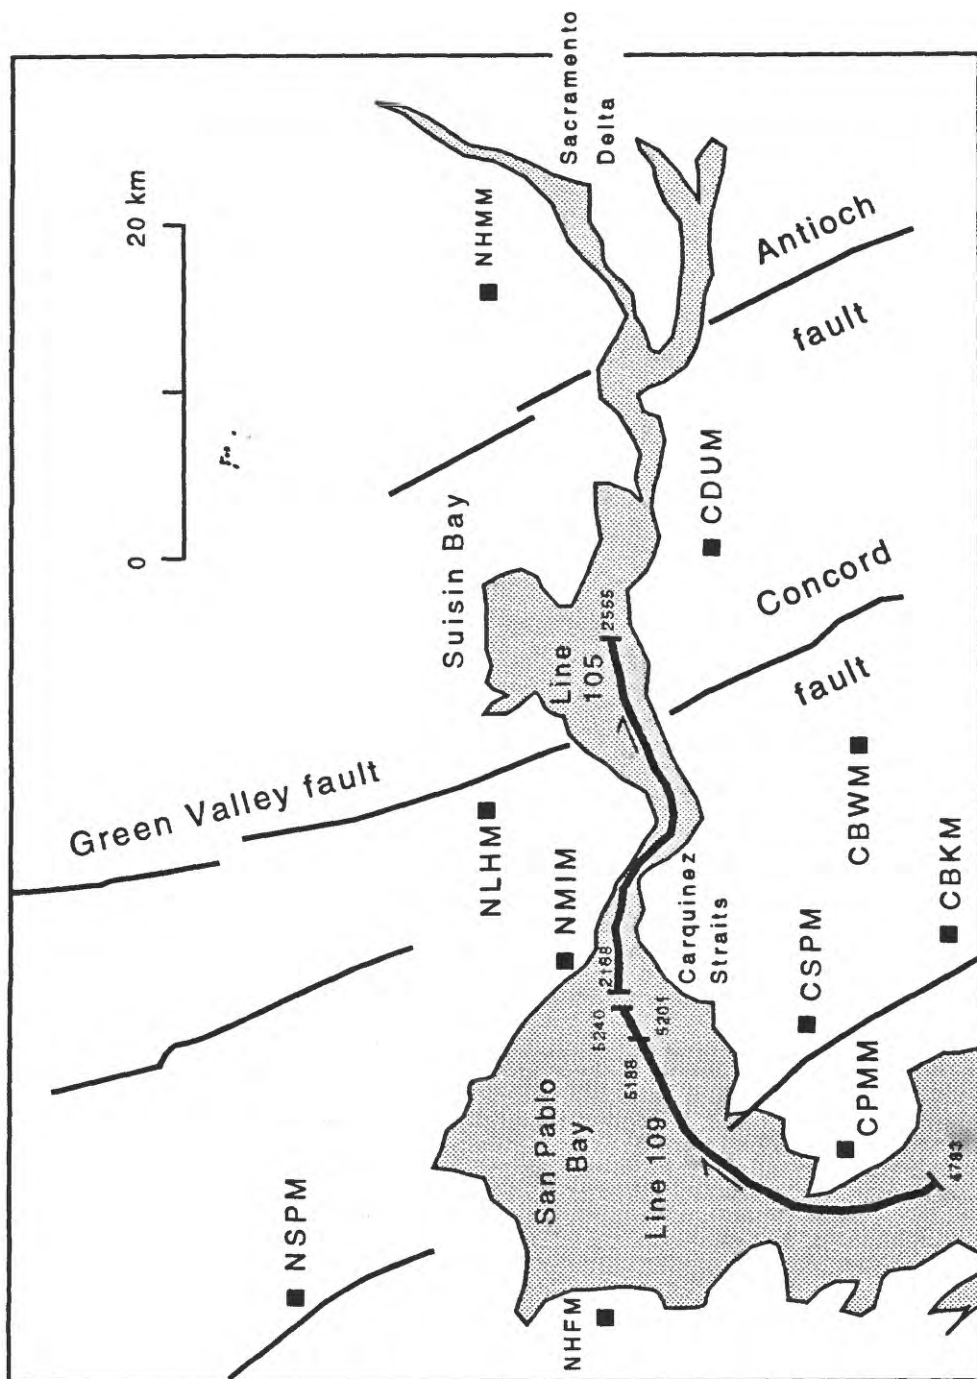 Sacramento
Delta
20 km
0
NHMM
Antioch
fault
Suisin Bay
CDUM
Line
105
2555
Concord
fault
Green Valley fault
NLHM
NMIM
CBWM
CBKM
CSPM
Carquinez
Straits
2168
5240
5201
5188
San Pablo
Bay
Line 109
CPMM
4783
NSPM
NHFM